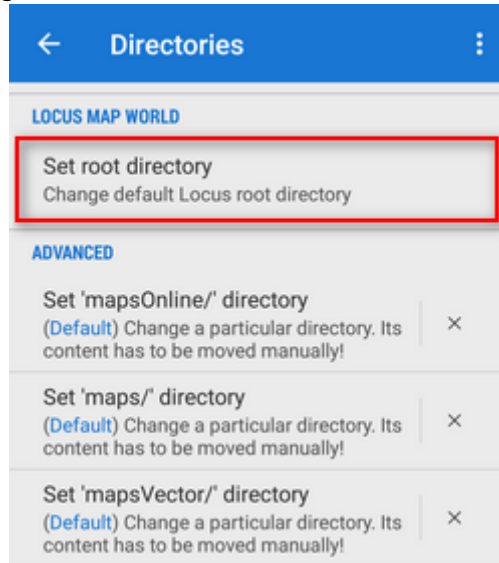 Directories
LOCUS MAP WORLD
Set root directory
Change default Locus root directory
ADVANCED
Set 'mapsOnline/' directory
(Default) Change a particular directory. Its
content has to be moved manually!
Set 'maps/' directory
(Default) Change a particular directory. Its
content has to be moved manually!
Set 'mapsVector/' directory
(Default) Change a particular directory. Its
content has to be moved manually!